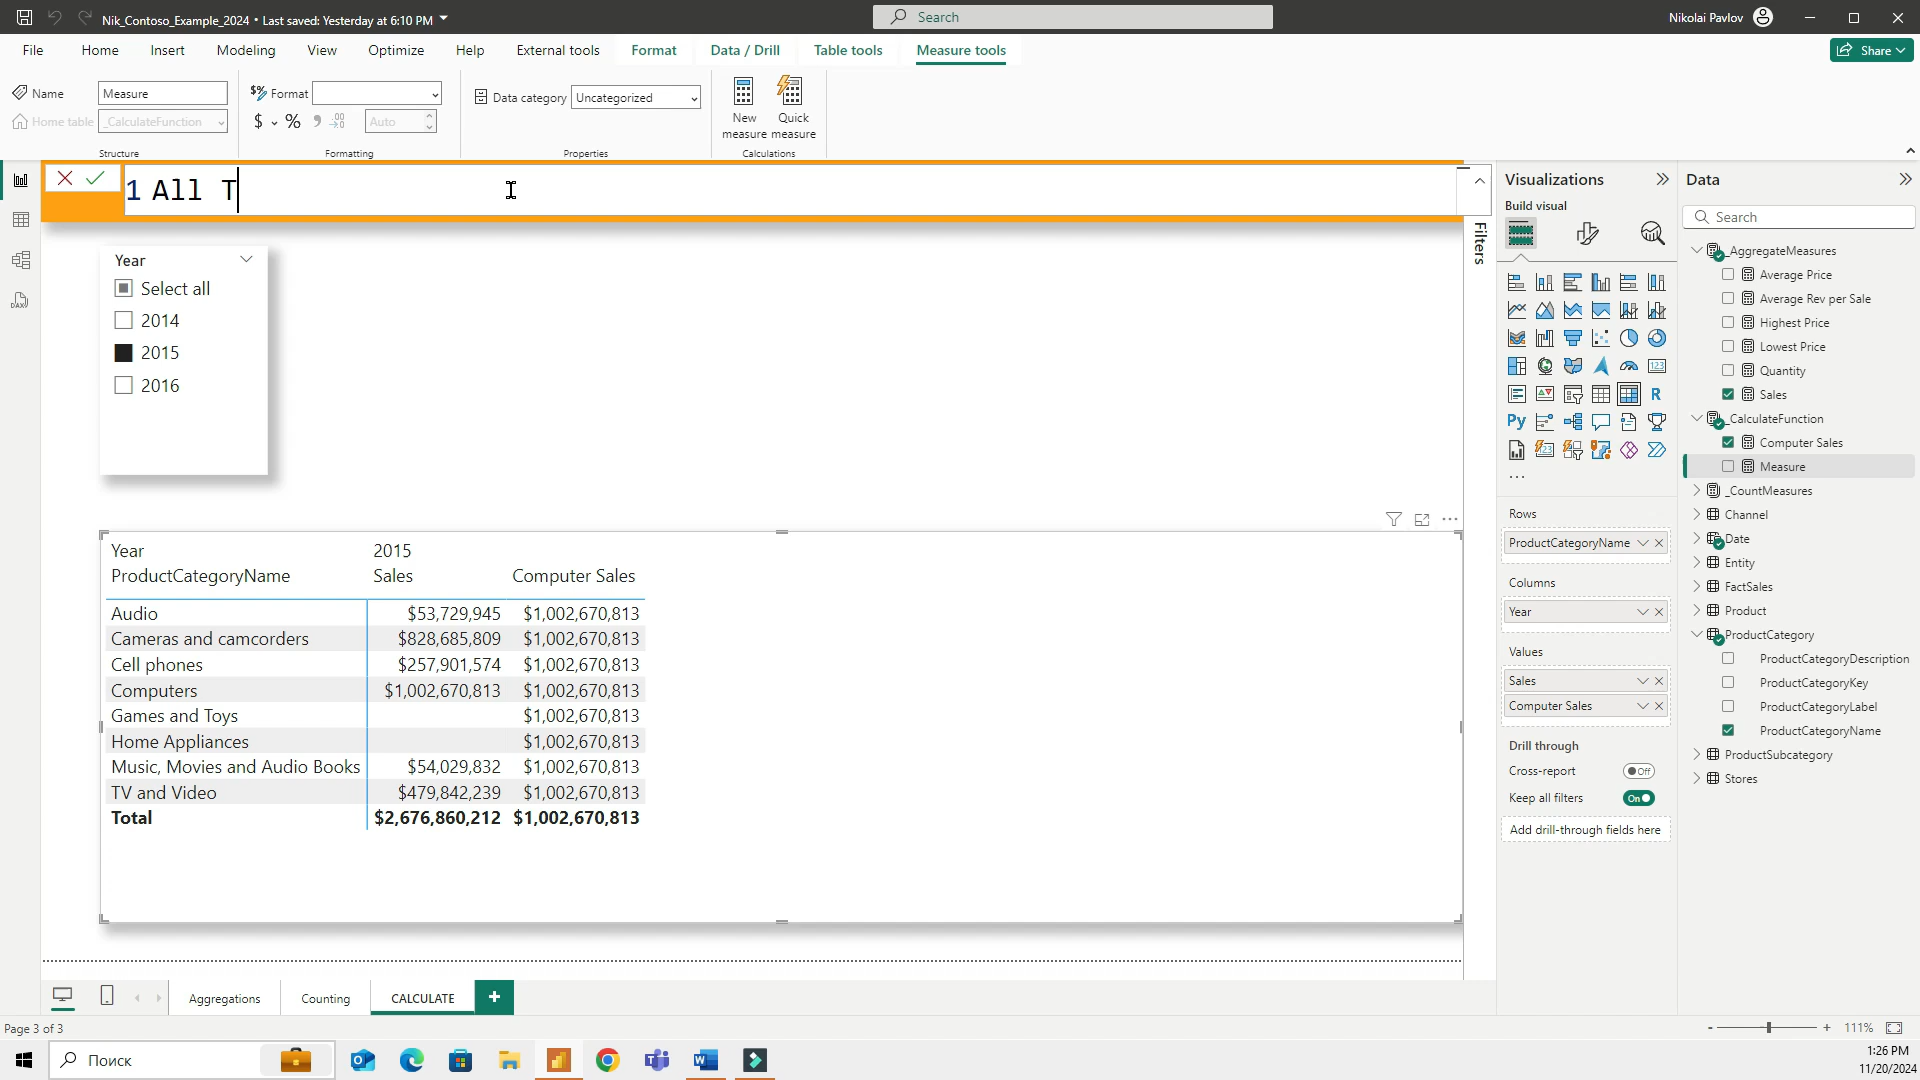 Nik_Contoso_Example_2024 • Last saved: Yesterday at 6:10 PM
Search
Nikolai Pavlov
File Home Insert Modeling View Optimize Help External tools Format Data / Drill Table tools Measure tools
Share
Name Measure
Home table _CalculateFunction
Structure
Format
$ % Auto
Formatting
Data category Uncategorized
Properties
New measure
Quick measure
Calculations
1 All T
Year
Select all
2014
2015
2016
Year 2015
ProductCategoryName Sales Computer Sales
Audio $53,729,945 $1,002,670,813
Cameras and camcorders $828,685,809 $1,002,670,813
Cell phones $257,901,574 $1,002,670,813
Computers $1,002,670,813 $1,002,670,813
Games and Toys $1,002,670,813
Home Appliances $1,002,670,813
Music, Movies and Audio Books $54,029,832 $1,002,670,813
TV and Video $479,842,239 $1,002,670,813
Total $2,676,860,212 $1,002,670,813
Filters
Visualizations
Build visual
R
Py
Rows
ProductCategoryName
Columns
Year
Values
Sales
Computer Sales
Drill through
Cross-report Off
Keep all filters On
Add drill-through fields here
Data
Search
_AggregateMeasures
Average Price
Average Rev per Sale
Highest Price
Lowest Price
Quantity
Sales
_CalculateFunction
Computer Sales
Measure
_CountMeasures
Channel
Date
Entity
FactSales
Product
ProductCategory
ProductCategoryDescription
ProductCategoryKey
ProductCategoryLabel
ProductCategoryName
ProductSubcategory
Stores
Aggregations Counting CALCULATE +
Page 3 of 3
- + 111%
Поиск
1:26 PM
11/20/2024